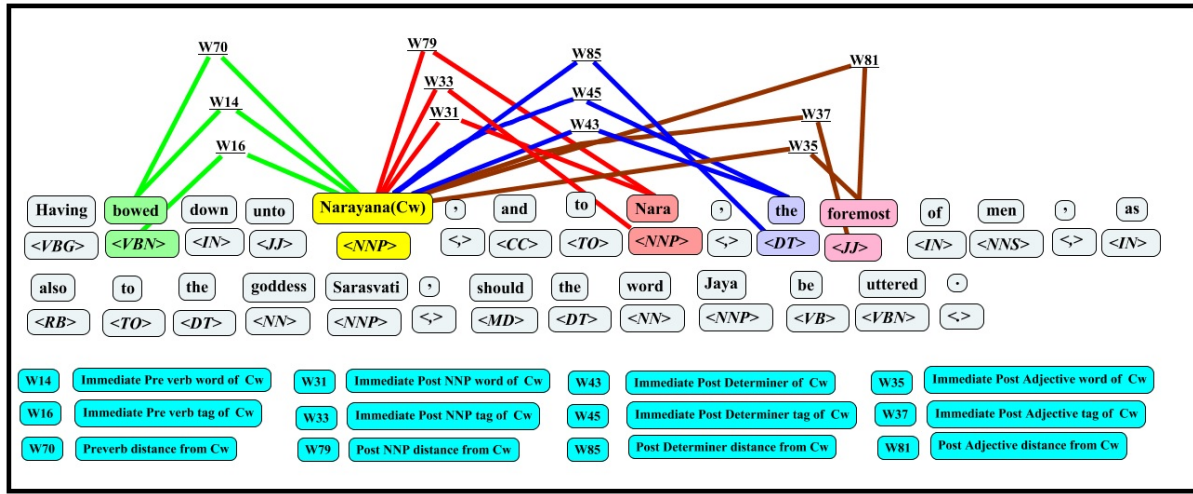 W70 W79 W85 W81
W14 W33 W45 W37
W16 W31 W43 W35
Having bowed down unto Narayana(Cw) , and to Nara , the foremost of men , as
<VBG> <VBN> <IN> <JJ> <NNP> <,> <CC> <TO> <NNP> <,> <DT> <JJ> <IN> <NNS> <,> <IN>
also to the goddess Sarasvati , should the word Jaya be uttered .
<RB> <TO> <DT> <NN> <NNP> <,> <MD> <DT> <NN> <NNP> <VB> <VBN> <,>
W14 Immediate Pre verb word of Cw W31 Immediate Post NNP word of Cw W43 Immediate Post Determiner of Cw W35 Immediate Post Adjective word of Cw
W16 Immediate Pre verb tag of Cw W33 Immediate Post NNP tag of Cw W45 Immediate Post Determiner tag of Cw W37 Immediate Post Adjective tag of Cw
W70 Preverb distance from Cw W79 Post NNP distance from Cw W85 Post Determiner distance from Cw W81 Post Adjective distance from Cw